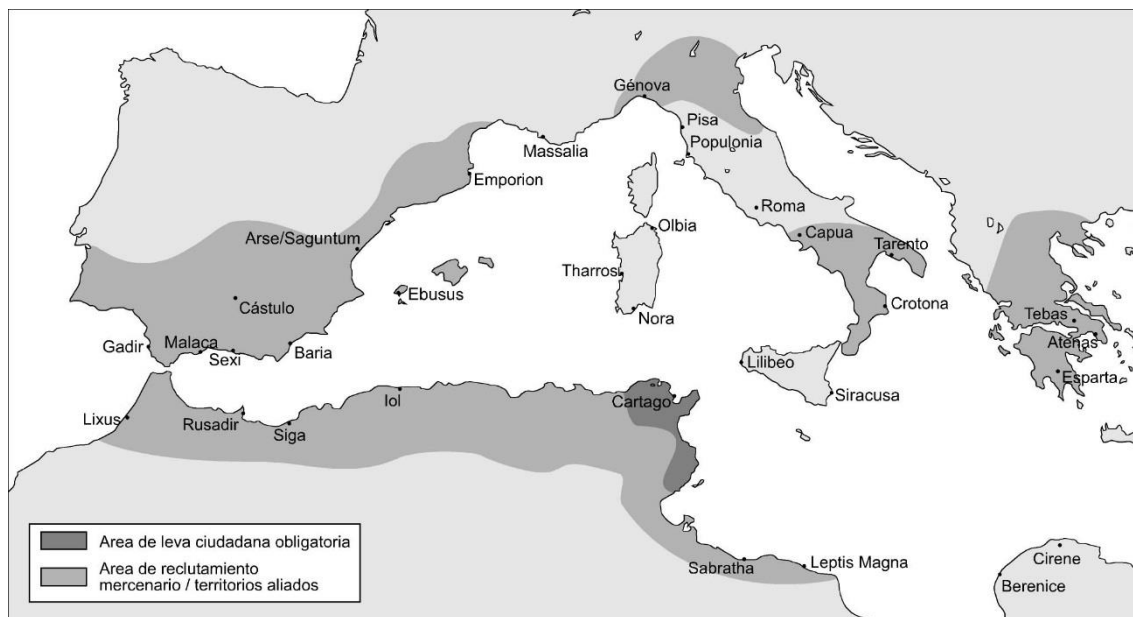 Génova
Pisa
Populonia
Massalia
Emporion
Roma
Olbia
Capua
Tarento
Arse/Saguntum
Tharros
Ebusus
Cástulo
Crotona
Nora
Tebas
Atenas
Gadir
Malaca
Sexi
Baria
Lilibeo
Esparta
Siracusa
Iol
Cartago
Lixus
Rusadir
Siga
Area de leva ciudadana obligatoria
Area de reclutamiento
mercenario / territorios aliados
Sabratha
Leptis Magna
Cirene
Berenice